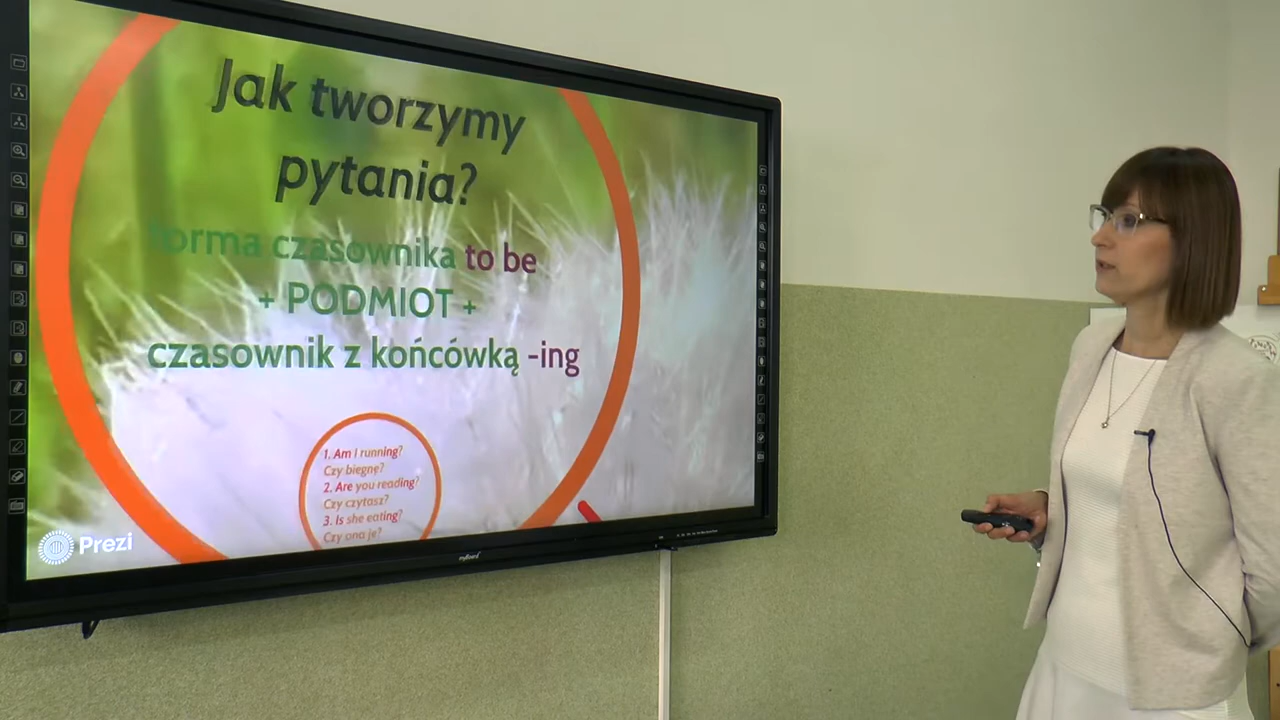 Jak tworzymy
pytania?
forma czasownika to be
+ PODMIOT +
czasownik z końcówką -ing
1. Am I running?
Czy biegnę?
2. Are you reading?
Czy czytasz?
3. Is she eating?
Czy ona je?
Prezi